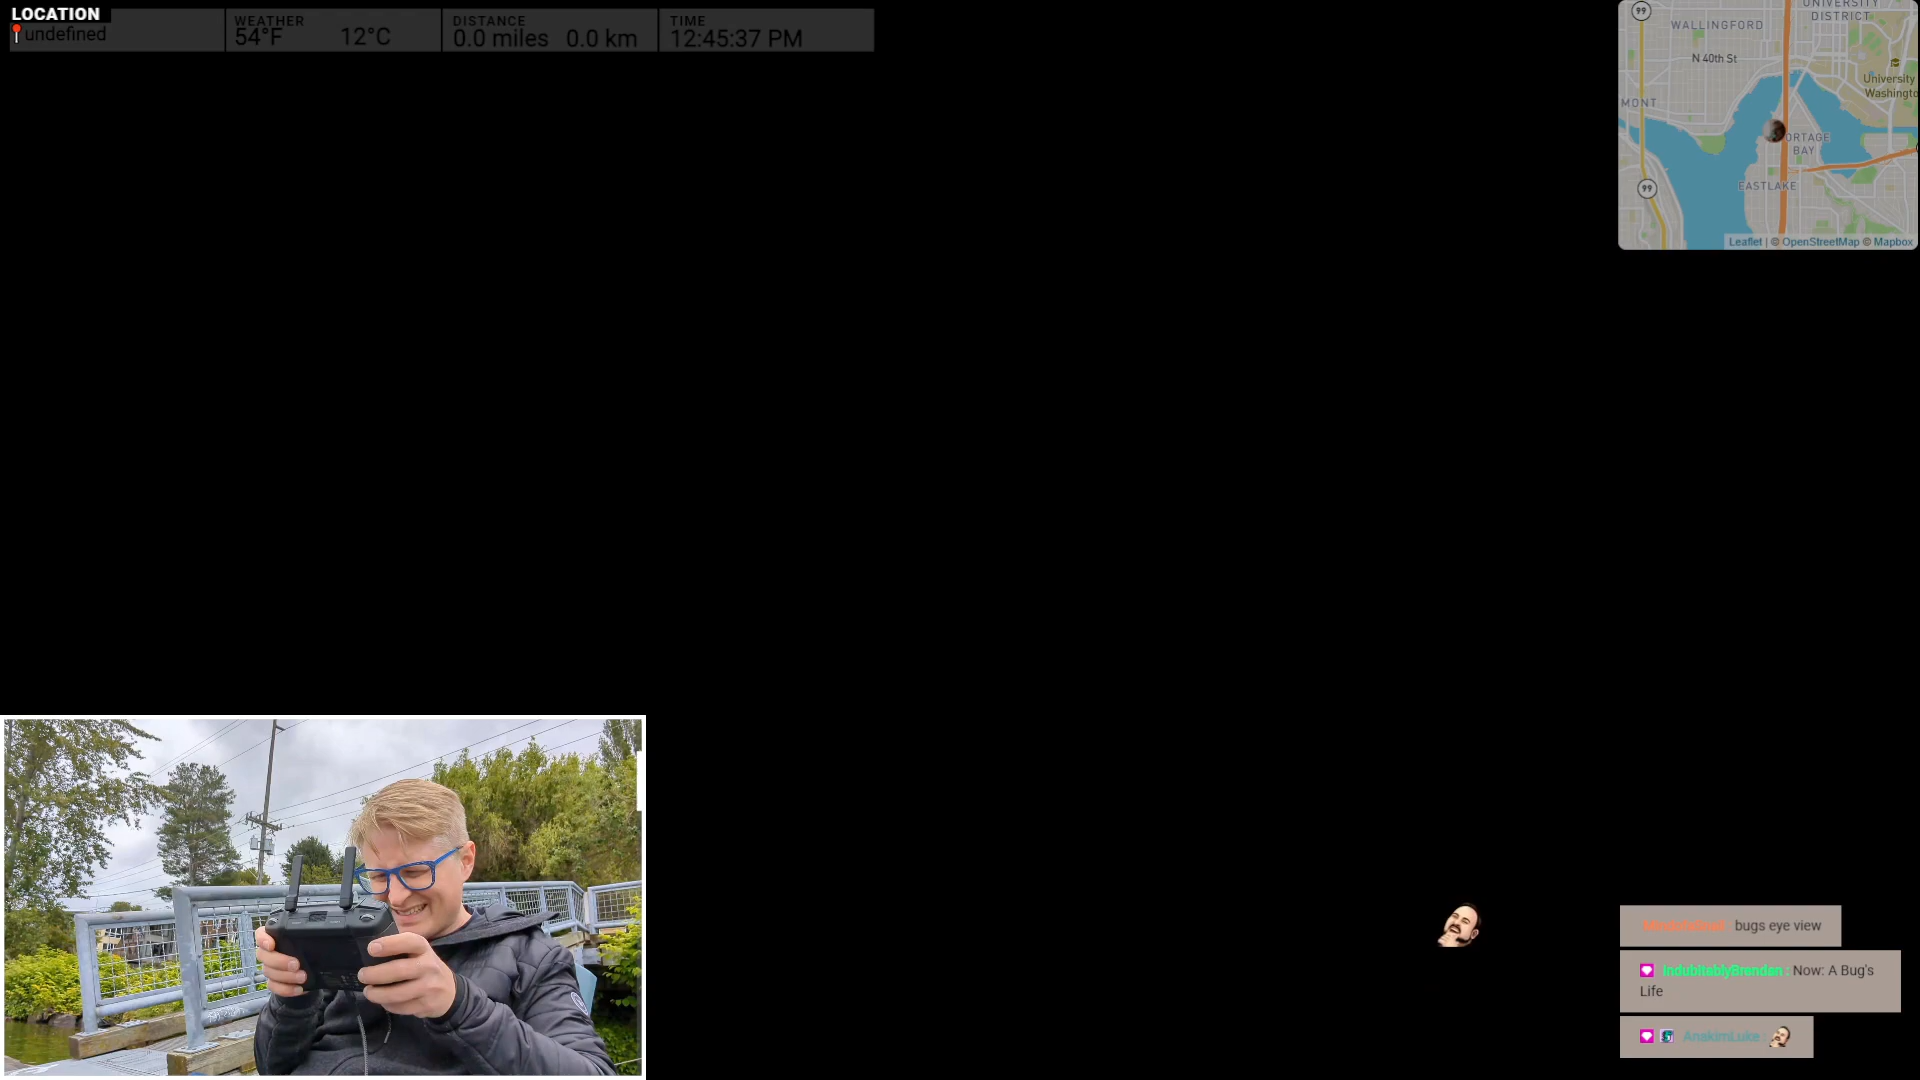 LOCATION
undefined
WEATHER
54°F 12°C
DISTANCE
0.0 miles 0.0 km
TIME
12:45:37 PM
99
WALLINGFORD
UNIVERSITY
DISTRICT
N 40th St
University
Washingto
MONT
ORTAGE
BAY
99
EASTLAKE
Leaflet | © OpenStreetMap © Mapbox
bugs eye view
IndubitablyBrendan : Now: A Bug's
Life
AnakimLuke :